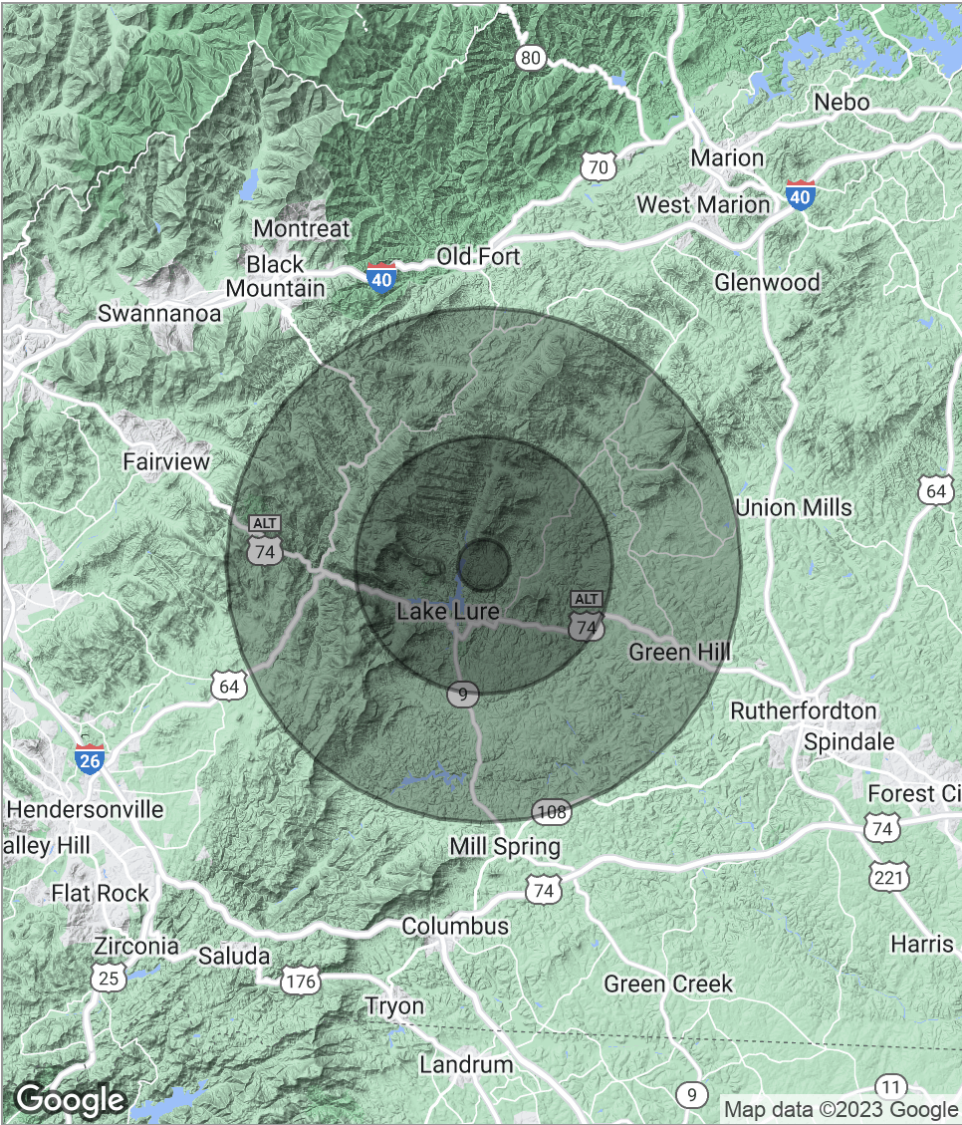 80
Nebo
Marion
70
40
West Marion
Montreat
Old Fort
Black
Mountain
40
Glenwood
Swannanoa
Fairview
64
Union Mills
ALT
74
ALT
74
Lake Lure
Green Hill
64
9
Rutherfordton
Spindale
26
Forest Ci
Hendersonville
108
74
alley Hill
Mill Spring
221
74
Flat Rock
Columbus
Harris
Zirconia
Saluda
25
176
Green Creek
Tryon
Landrum
9
11
Google
Map data ©2023 Google